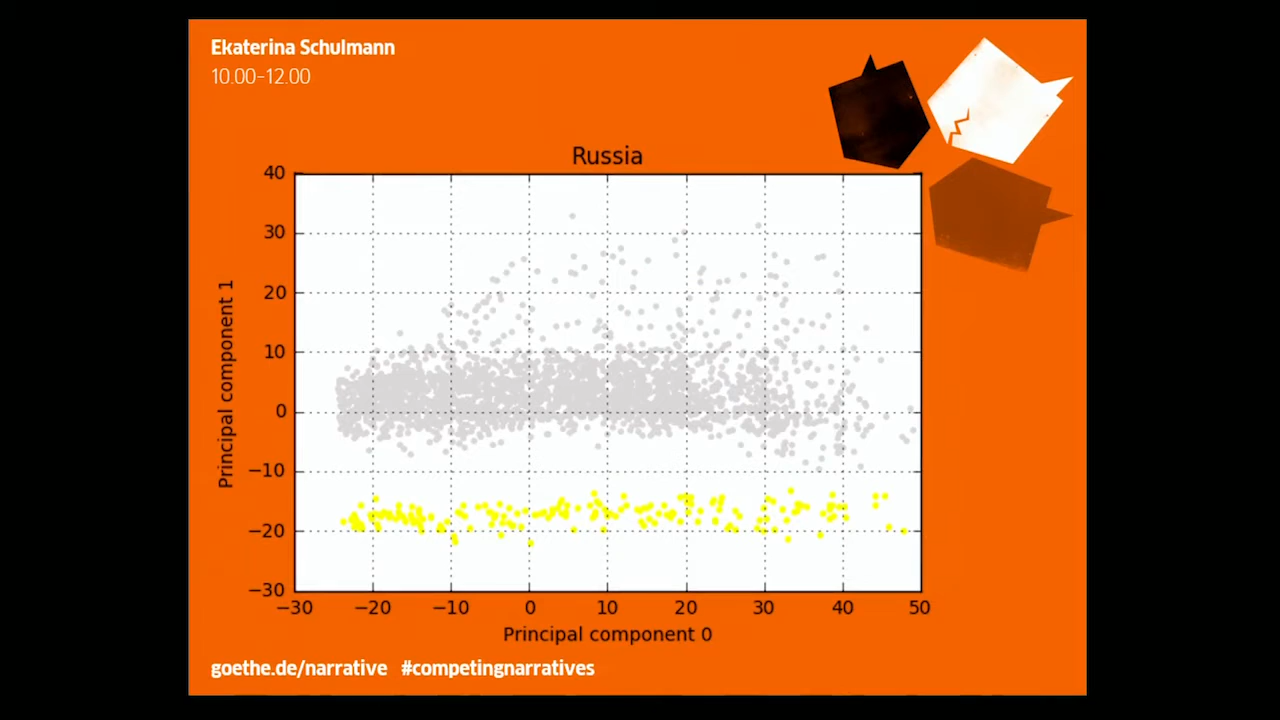 Ekaterina Schulmann
10.00-12.00
Russia
40
30
20
10
0
−10
−20
−30
Principal component 1
−30 −20 −10 0 10 20 30 40 50
Principal component 0
goethe.de/narrative #competingnarratives